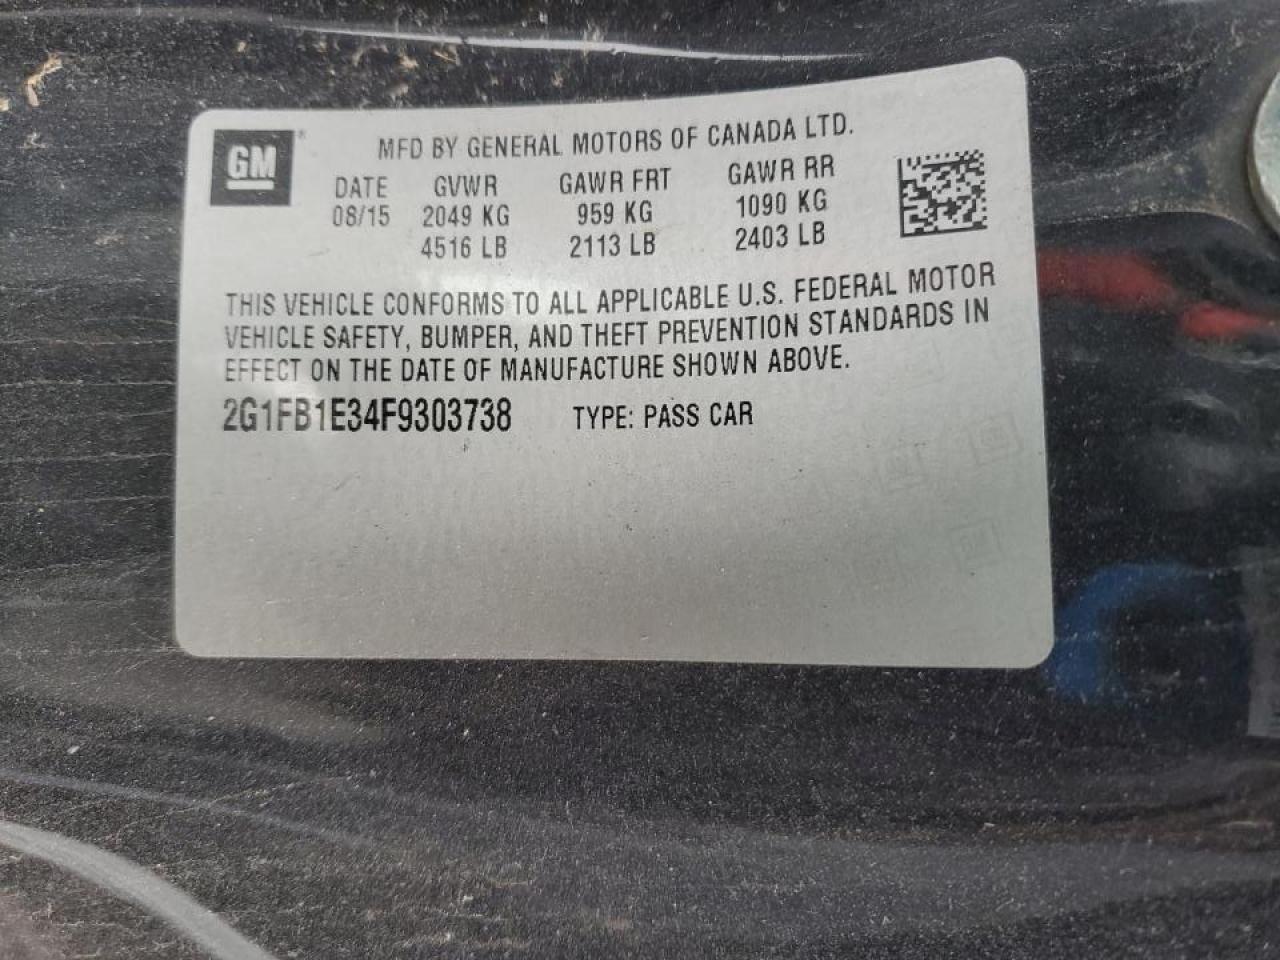 GM
MFD BY GENERAL MOTORS OF CANADA LTD.
DATE GVWR GAWR FRT GAWR RR
08/15 2049 KG 959 KG 1090 KG
4516 LB 2113 LB 2403 LB
THIS VEHICLE CONFORMS TO ALL APPLICABLE U.S. FEDERAL MOTOR
VEHICLE SAFETY, BUMPER, AND THEFT PREVENTION STANDARDS IN
EFFECT ON THE DATE OF MANUFACTURE SHOWN ABOVE.
2G1FB1E34F9303738 TYPE: PASS CAR